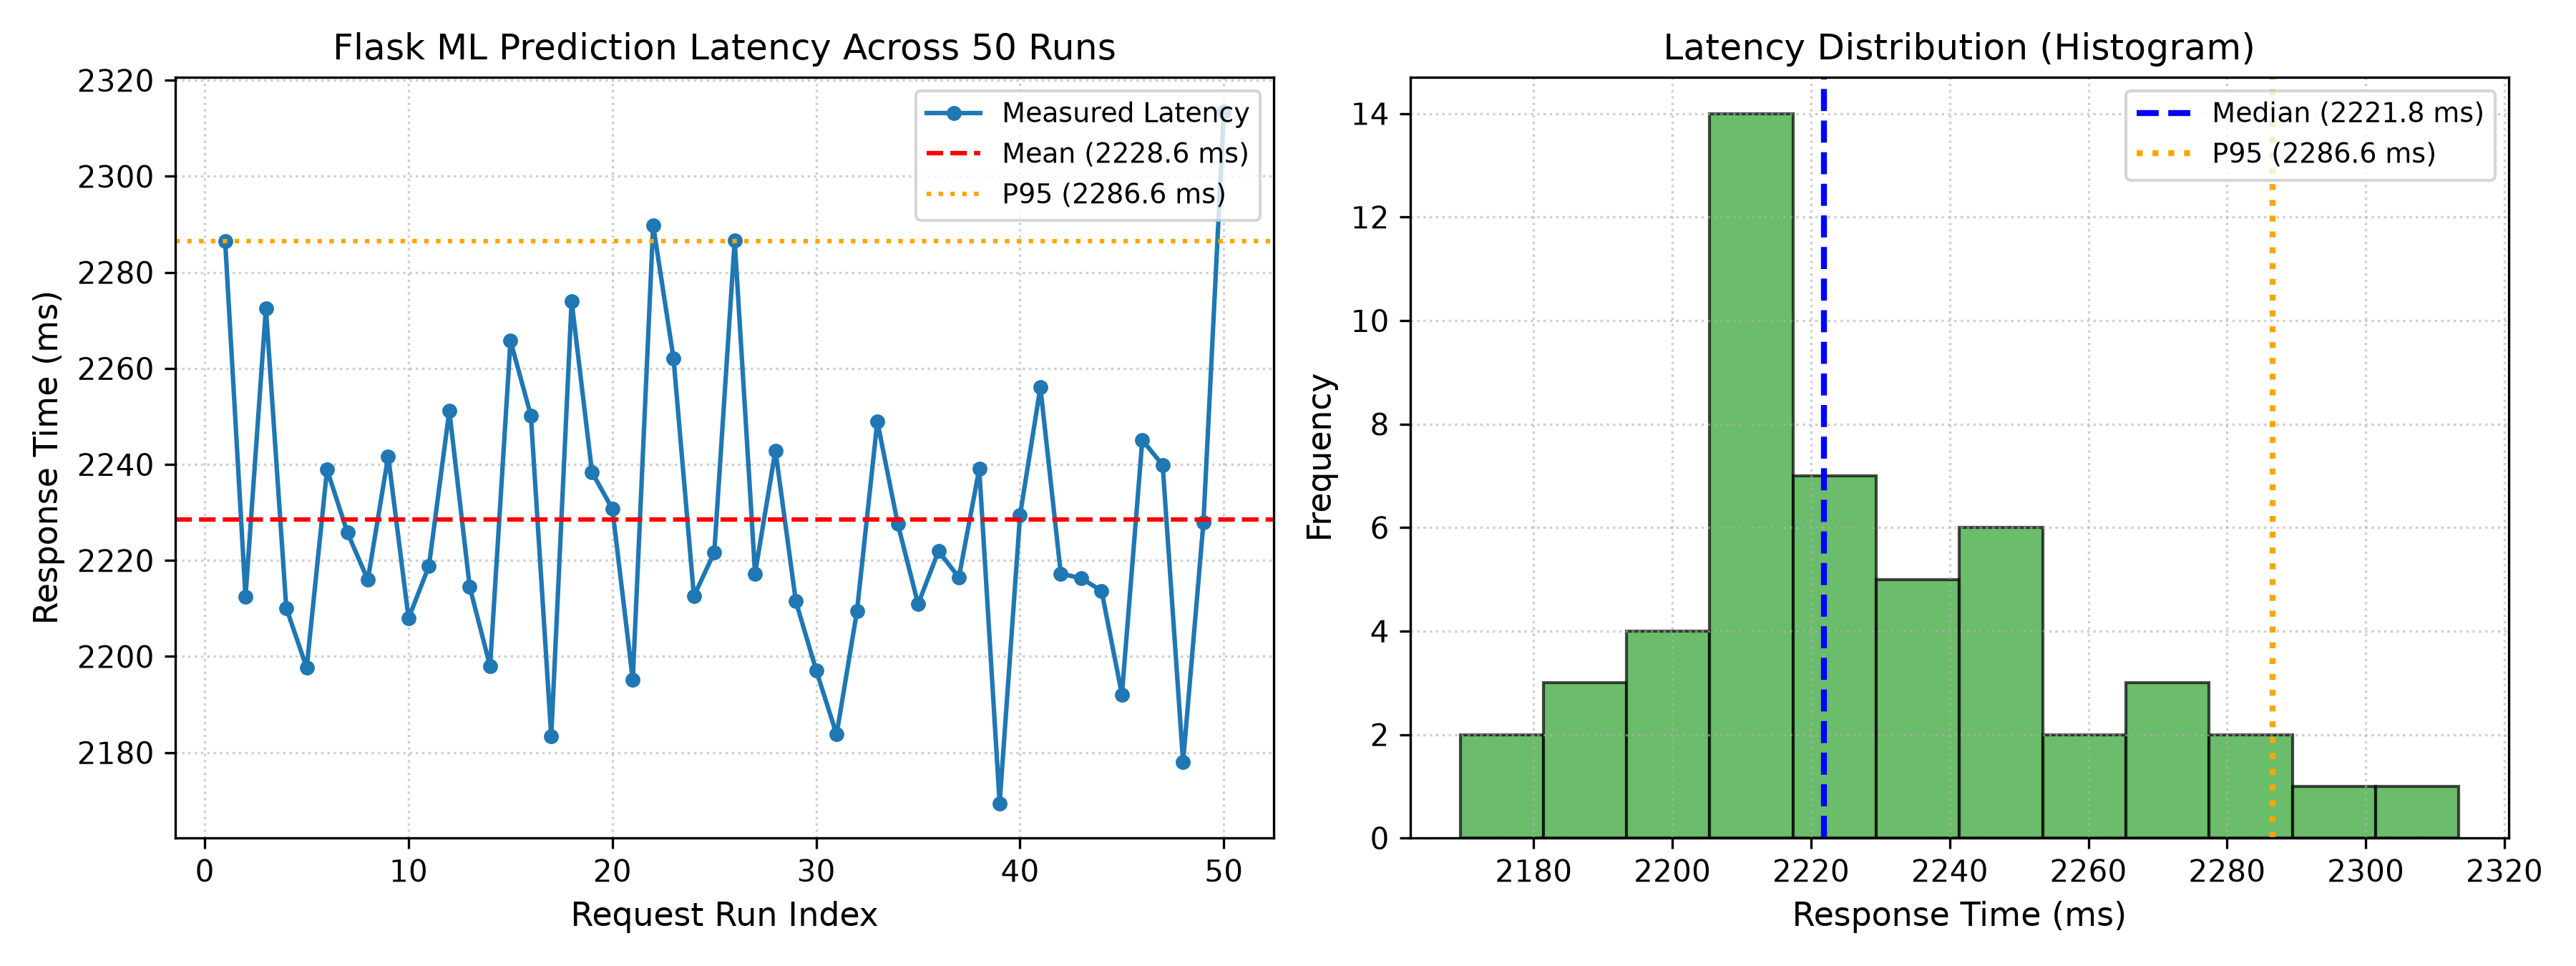 Flask ML Prediction Latency Across 50 Runs
2320
2300
2280
2260
2240
2220
2200
2180
Response Time (ms)
Measured Latency
Mean (2228.6 ms)
P95 (2286.6 ms)
0 10 20 30 40 50
Request Run Index
Latency Distribution (Histogram)
14
12
10
8
6
4
2
0
Frequency
Median (2221.8 ms)
P95 (2286.6 ms)
2180 2200 2220 2240 2260 2280 2300 2320
Response Time (ms)